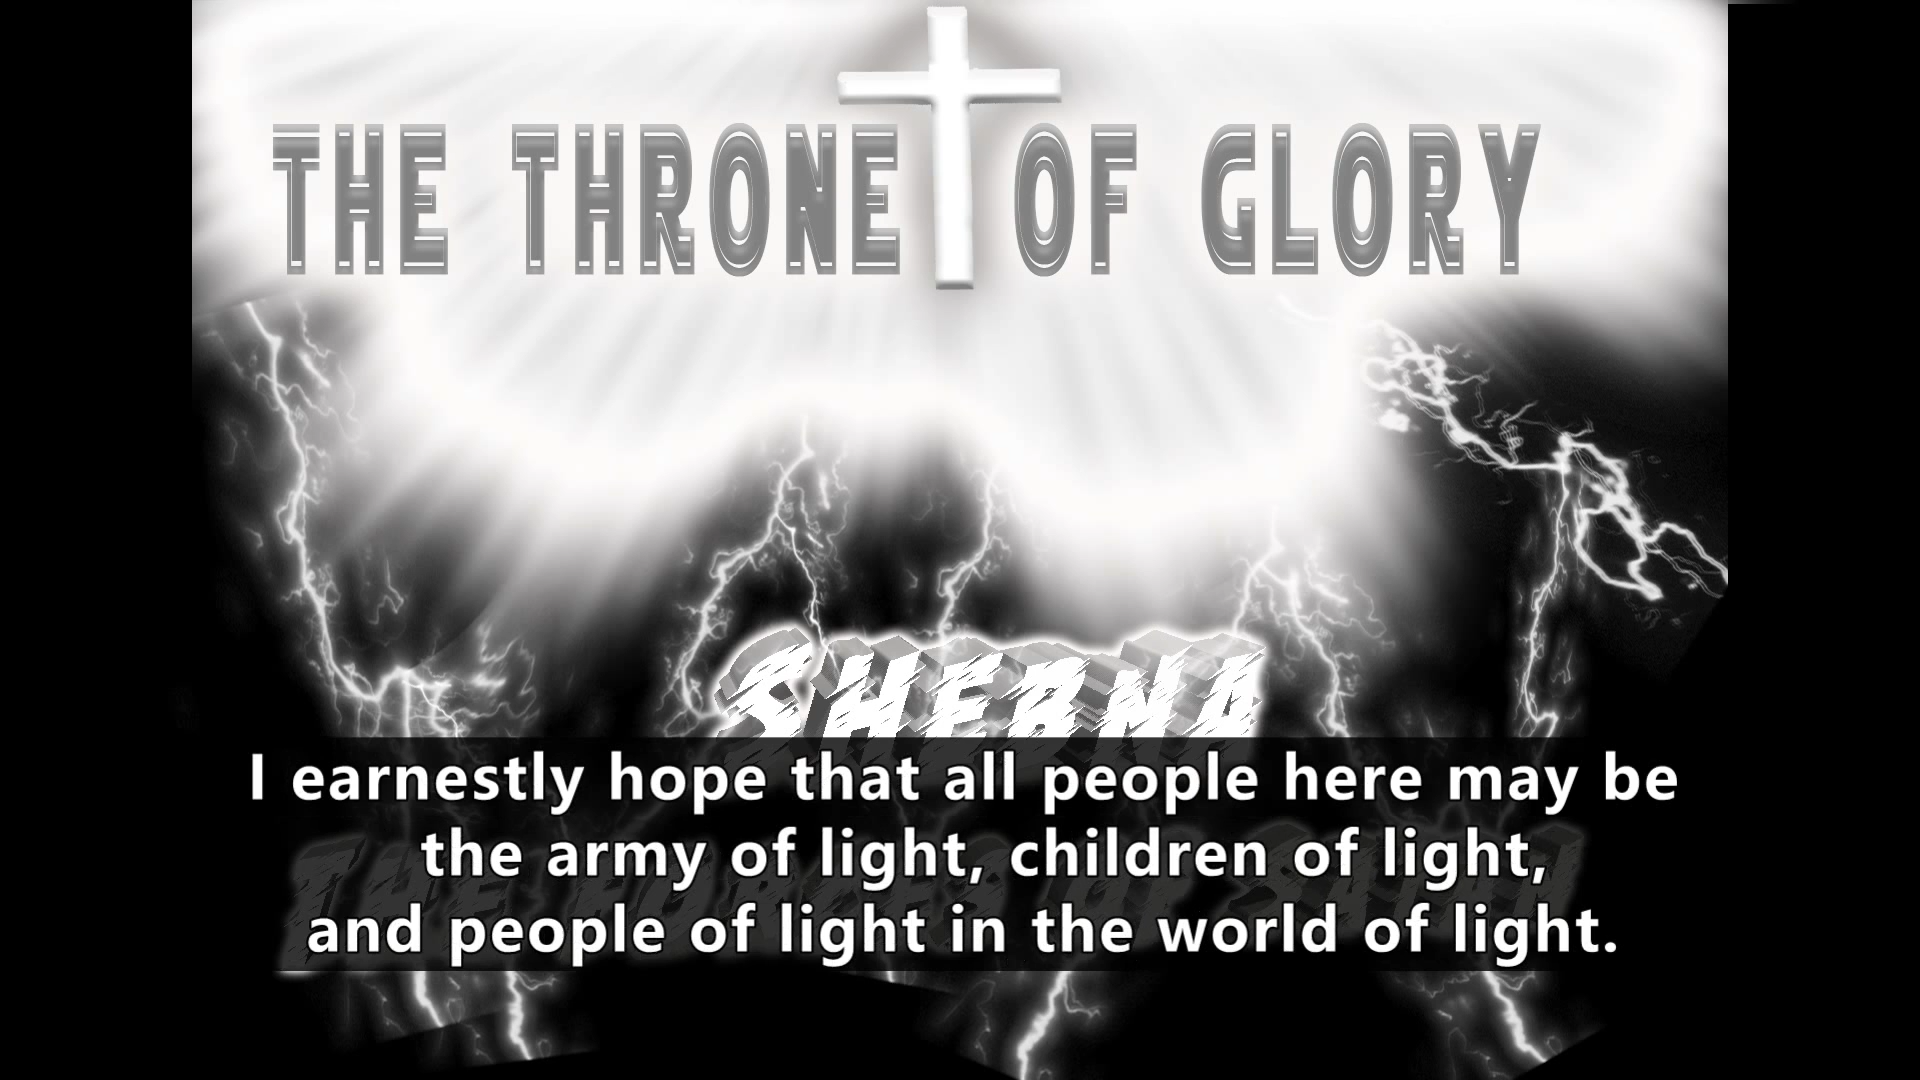 THE THRONE OF GLORY
SHEBNA
I earnestly hope that all people here may be
the army of light, children of light,
and people of light in the world of light.